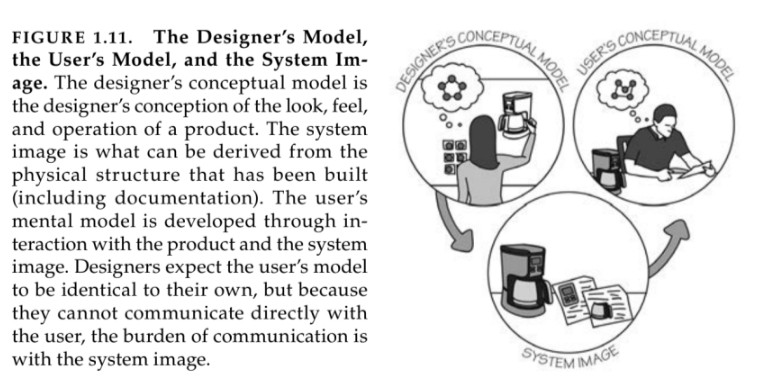 FIGURE 1.11. The Designer’s Model,
the User’s Model, and the System Im-
age. The designer’s conceptual model is
the designer’s conception of the look, feel,
and operation of a product. The system
image is what can be derived from the
physical structure that has been built
(including documentation). The user’s
mental model is developed through in-
teraction with the product and the system
image. Designers expect the user’s model
to be identical to their own, but because
they cannot communicate directly with
the user, the burden of communication is
with the system image.
DESIGNER’S CONCEPTUAL MODEL
USER’S CONCEPTUAL MODEL
SYSTEM IMAGE